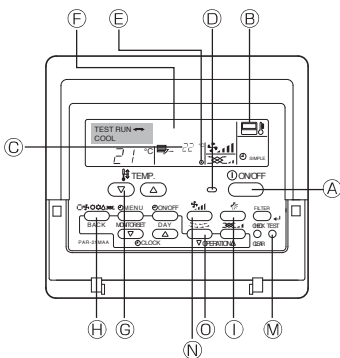 Ⓔ Ⓓ Ⓑ
Ⓕ
TEST RUN
COOL
Ⓒ
21 °C 22
SIMPLE
TEMP.
ON/OFF
Ⓐ
MENU ON/OFF FILTER
BACK MONITOR/SET DAY CHECK TEST
PAR-21MAA CLOCK OPERATION CLEAR
Ⓗ Ⓖ Ⓞ Ⓘ Ⓜ
Ⓝ